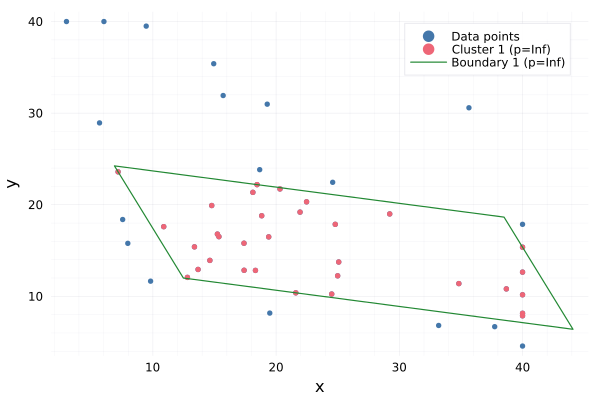 Data points
Cluster 1 (p=Inf)
Boundary 1 (p=Inf)
40
30
20
10
y
10 20 30 40
x